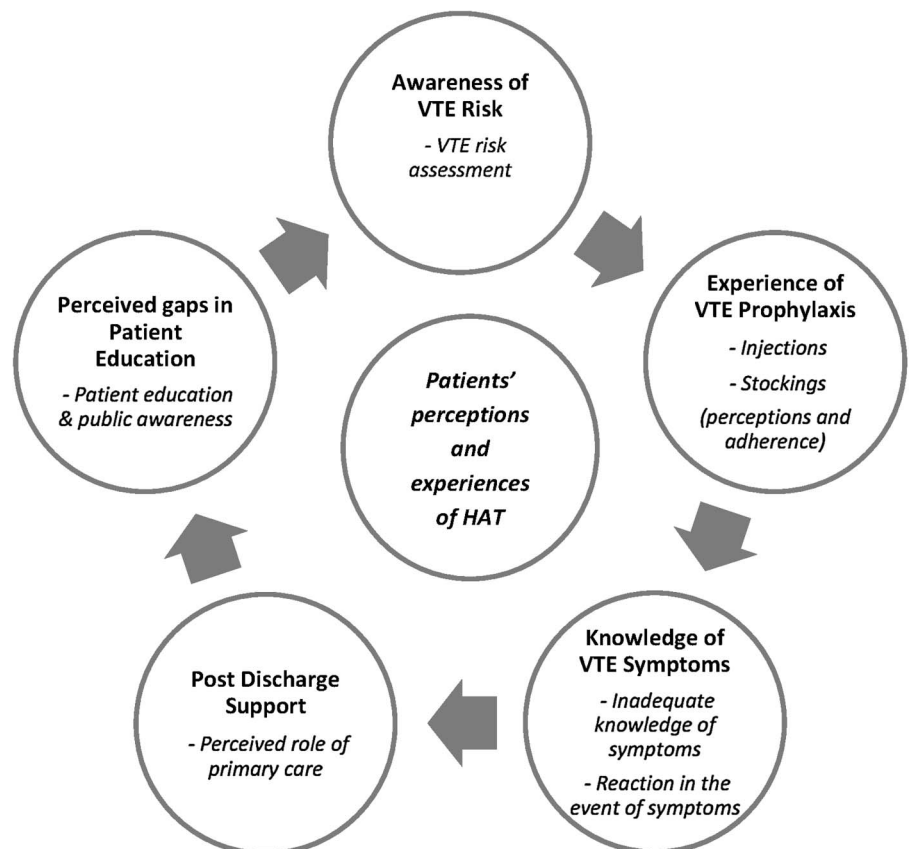 Awareness of
VTE Risk
- VTE risk
assessment
Experience of
VTE Prophylaxis
- Injections
- Stockings
(perceptions and
adherence)
Knowledge of
VTE Symptoms
- Inadequate
knowledge of
symptoms
- Reaction in the
event of symptoms
Post Discharge
Support
- Perceived role of
primary care
Perceived gaps in
Patient
Education
- Patient education
& public awareness
Patients’
perceptions
and
experiences
of HAT